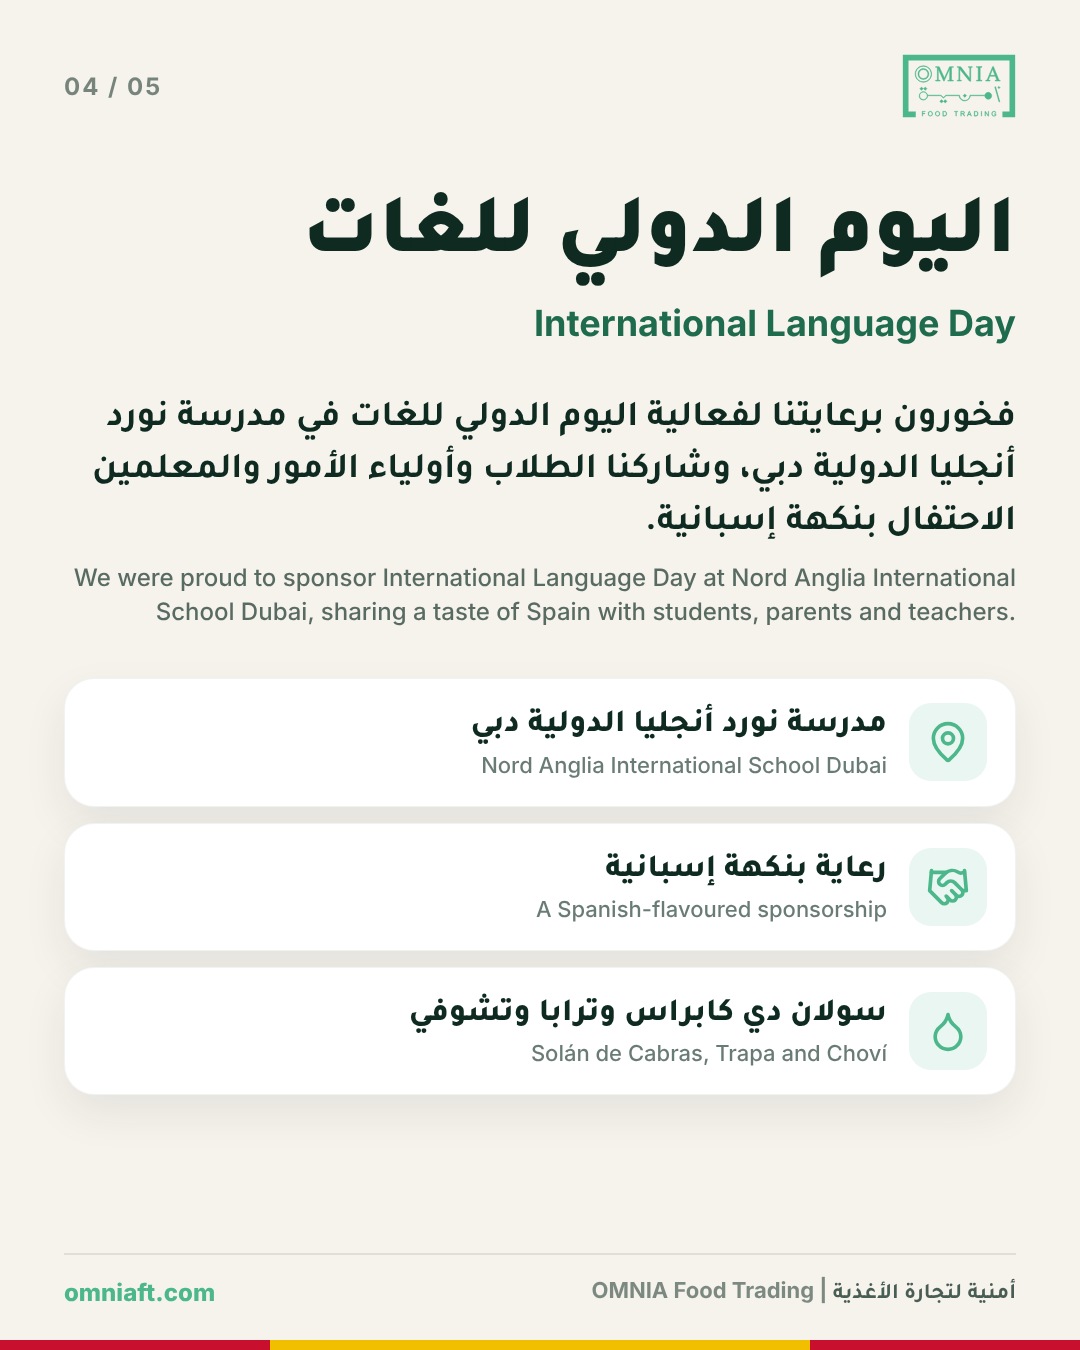 04 / 05
OMNIA
أمنية
FOOD TRADING
اليوم الدولي للغات
International Language Day
فخورون برعايتنا لفعالية اليوم الدولي للغات في مدرسة نورد
أنجليا الدولية دبي، وشاركنا الطلاب وأولياء الأمور والمعلمين
الاحتفال بنكهة إسبانية.
We were proud to sponsor International Language Day at Nord Anglia International
School Dubai, sharing a taste of Spain with students, parents and teachers.
مدرسة نورد أنجليا الدولية دبي
Nord Anglia International School Dubai
رعاية بنكهة إسبانية
A Spanish-flavoured sponsorship
سولان دي كابراس وترابا وتشوفي
Solán de Cabras, Trapa and Choví
omniaft.com
أمنية لتجارة الأغذية | OMNIA Food Trading